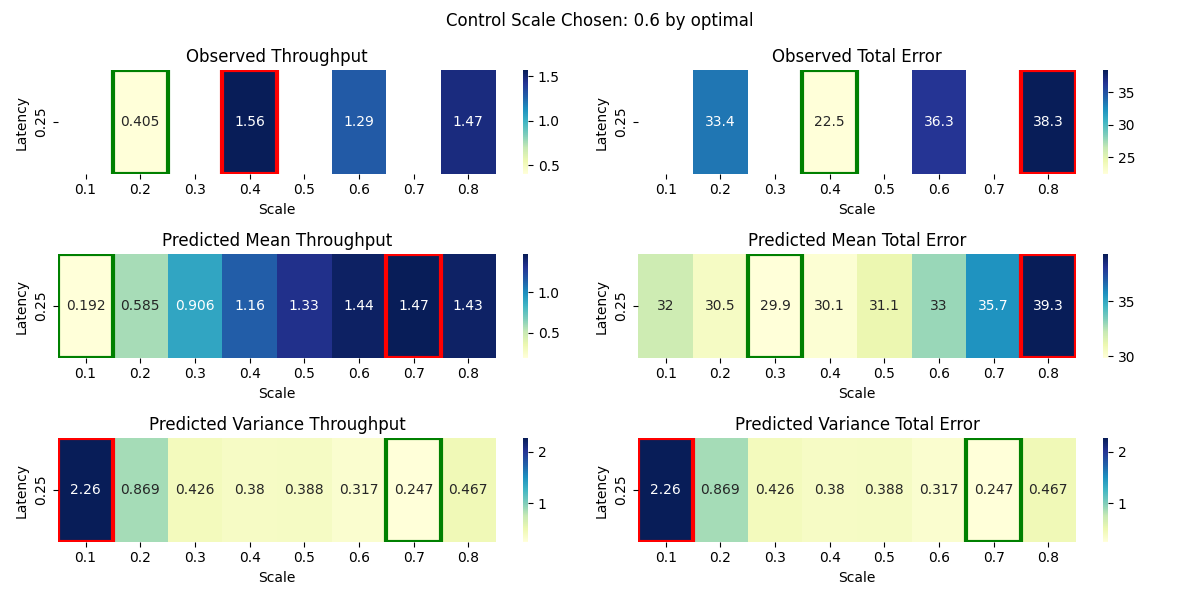 Control Scale Chosen: 0.6 by optimal
Observed Throughput
Latency
0.25
0.405 1.56 1.29 1.47
0.1 0.2 0.3 0.4 0.5 0.6 0.7 0.8
Scale
1.5
1.0
0.5
Observed Total Error
Latency
0.25
33.4 22.5 36.3 38.3
0.1 0.2 0.3 0.4 0.5 0.6 0.7 0.8
Scale
35
30
25
Predicted Mean Throughput
Latency
0.25
0.192 0.585 0.906 1.16 1.33 1.44 1.47 1.43
0.1 0.2 0.3 0.4 0.5 0.6 0.7 0.8
Scale
1.0
0.5
Predicted Mean Total Error
Latency
0.25
32 30.5 29.9 30.1 31.1 33 35.7 39.3
0.1 0.2 0.3 0.4 0.5 0.6 0.7 0.8
Scale
35
30
Predicted Variance Throughput
Latency
0.25
2.26 0.869 0.426 0.38 0.388 0.317 0.247 0.467
0.1 0.2 0.3 0.4 0.5 0.6 0.7 0.8
Scale
2
1
Predicted Variance Total Error
Latency
0.25
2.26 0.869 0.426 0.38 0.388 0.317 0.247 0.467
0.1 0.2 0.3 0.4 0.5 0.6 0.7 0.8
Scale
2
1